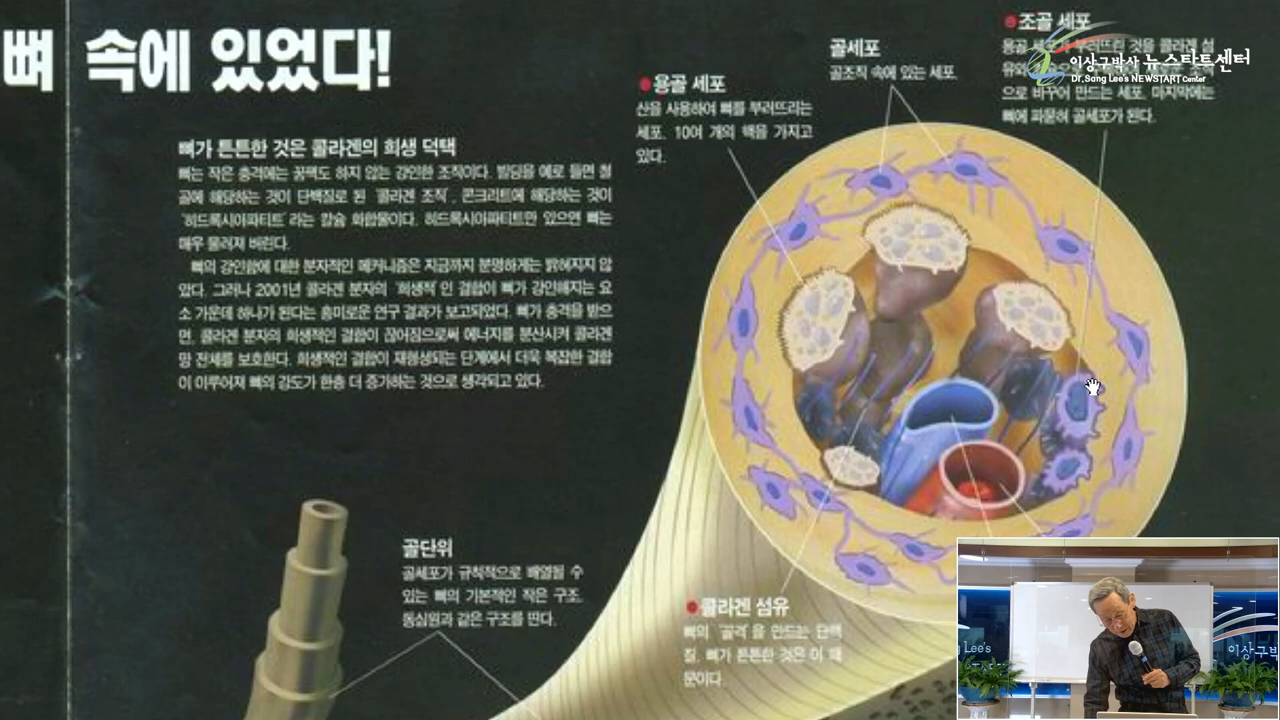 뼈 속에 있었다!
뼈가 튼튼한 것은 콜라겐의 희생 덕택
뼈는 작은 충격에는 꿈쩍도 하지 않는 강인한 조직이다. 빌딩을 예로 들면 철
골에 해당하는 것이 단백질로 된 '콜라겐 조직', 콘크리트에 해당하는 것이
'히드록시아파티트'라는 칼슘 화합물이다. 히드록시아파티트만 있으면 뼈는
매우 물러져 버린다.
뼈의 강인함에 대한 분자적인 메커니즘은 지금까지 분명하게는 밝혀지지 않
았다. 그러나 2001년 콜라겐 분자의 '희생적'인 결합이 뼈가 강인해지는 요
소 가운데 하나가 된다는 흥미로운 연구 결과가 보고되었다. 뼈가 충격을 받으
면, 콜라겐 분자의 희생적인 결합이 끊어짐으로써 에너지를 분산시켜 콜라겐
망 전체를 보호한다. 희생적인 결합이 재형성되는 단계에서 더욱 복잡한 결합
이 이루어져 뼈의 강도가 한층 더 증가하는 것으로 생각되고 있다.
용골 세포
산을 사용하여 뼈를 부러뜨리는
세포. 10여 개의 핵을 가지고
있다.
골세포
골조직 속에 있는 세포.
조골 세포
용골 세포가 부러뜨린 것을 콜라겐 섬
으로 바꾸어 만드는 세포. 마지막에는
뼈에 파묻혀 골세포가 된다.
이상구박사 뉴스타트센터
Dr. Sang Lee's NEWSTART Center
골단위
골세포가 규칙적으로 배열될 수
있는 뼈의 기본적인 작은 구조.
동심원과 같은 구조를 띤다.
콜라겐 섬유
뼈의 '골격'을 만드는 단백
질. 뼈가 튼튼한 것은 이 때
문이다.
g Lee's
이상구박